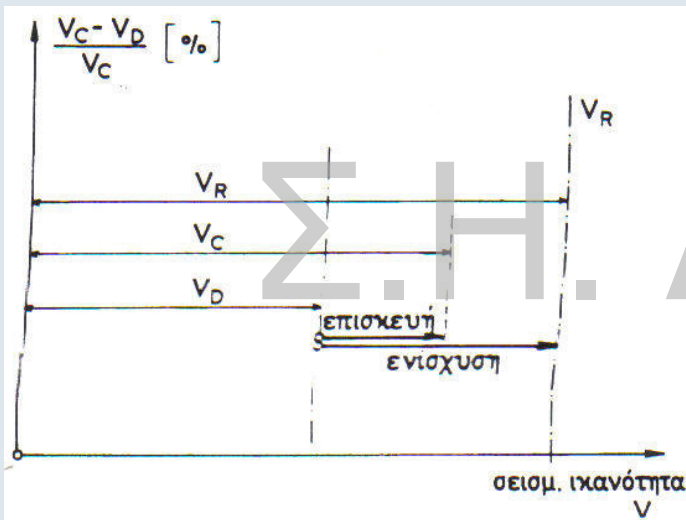 V_C - V_D [%]
V_C
V_R
V_R
V_C
V_D
επισκευή
ενίσχυση
σεισμ. ικανότητα
V
Σ.Η.